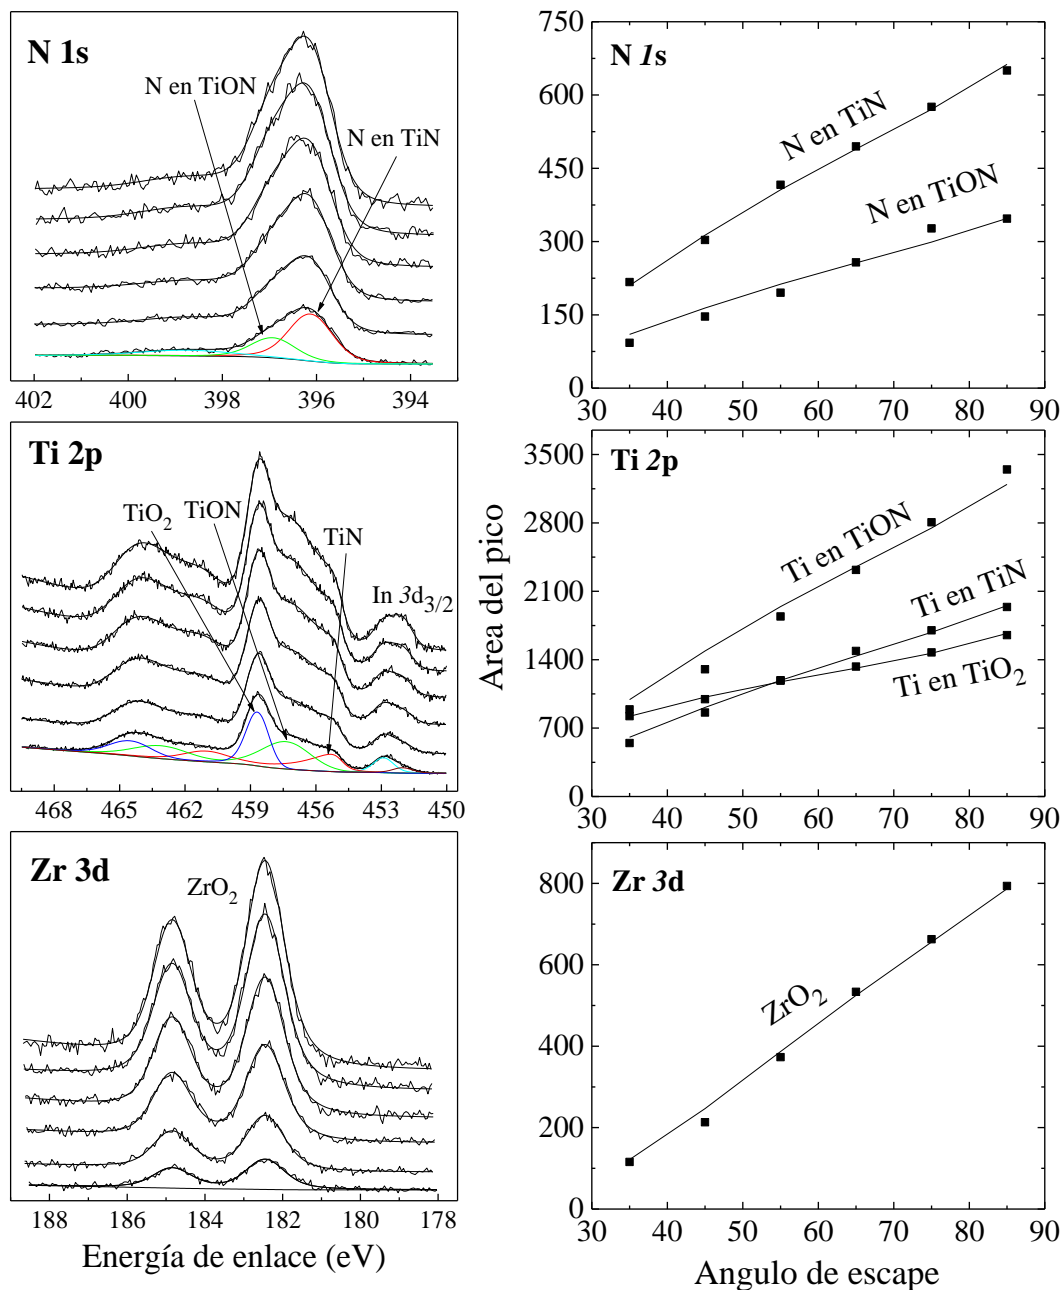 N 1s
N en TiON
N en TiN
402 400 398 396 394
N 1s
N en TiN
N en TiON
750
600
450
300
150
0
30 40 50 60 70 80 90
Ti 2p
TiO2
TiON
TiN
In 3d3/2
468 465 462 459 456 453 450
Ti 2p
Ti en TiON
Ti en TiN
Ti en TiO2
3500
2800
2100
1400
700
0
30 40 50 60 70 80 90
Area del pico
Zr 3d
ZrO2
188 186 184 182 180 178
Energía de enlace (eV)
Zr 3d
ZrO2
800
600
400
200
0
30 40 50 60 70 80 90
Angulo de escape